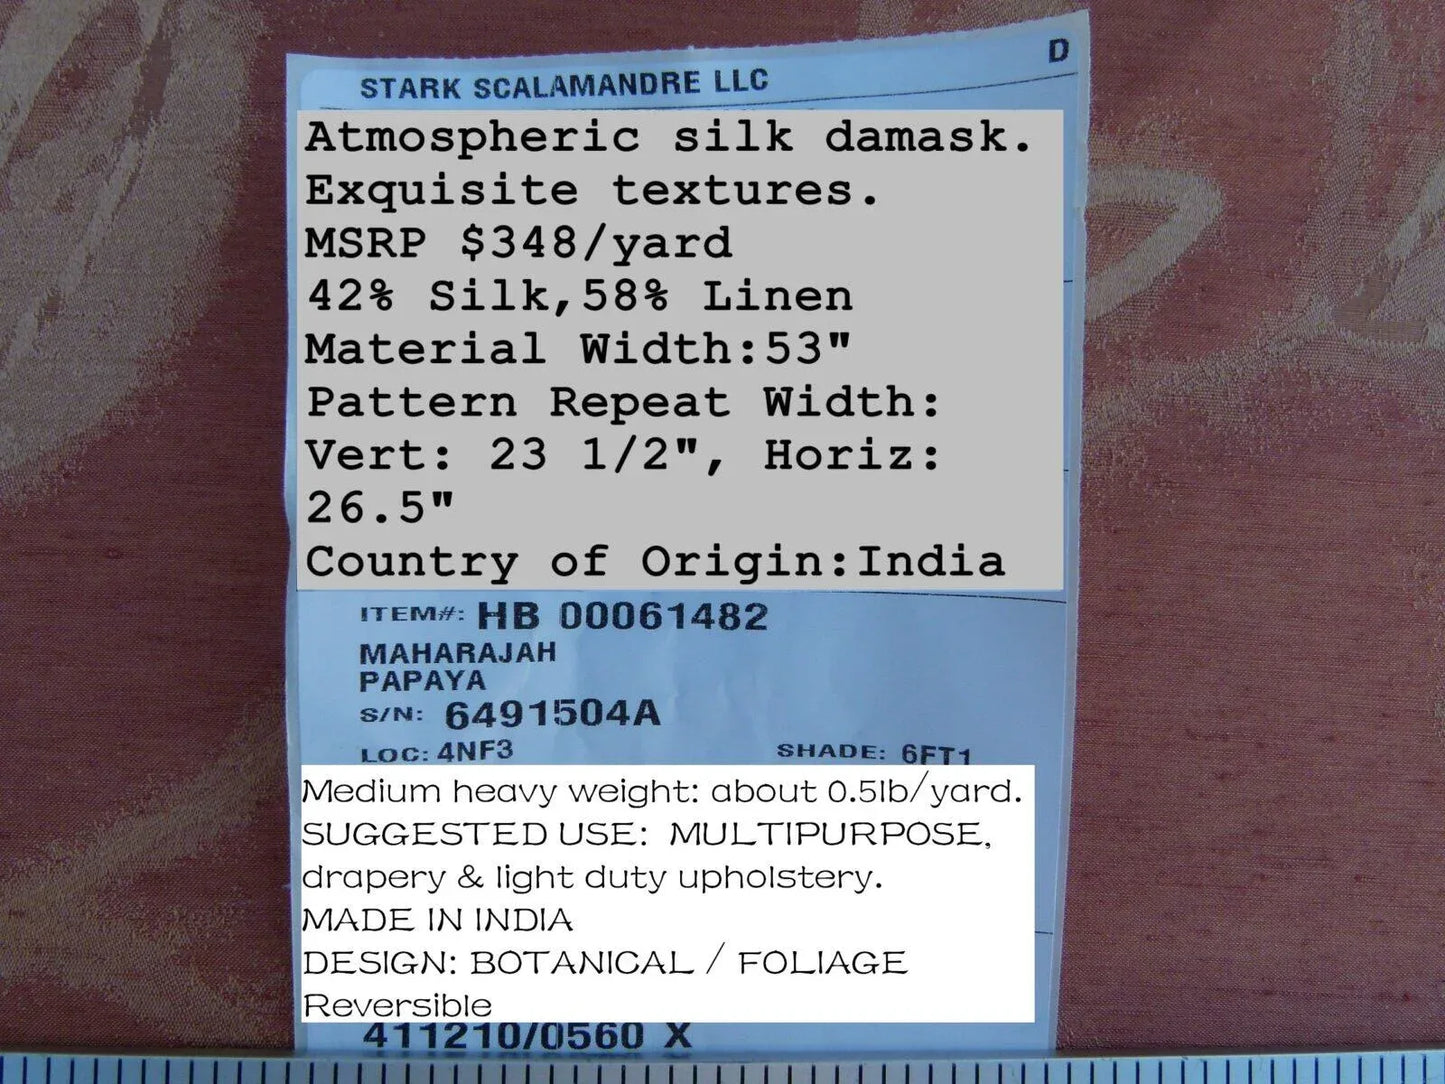 D
STARK SCALAMANDRE LLC
Atmospheric silk damask.
Exquisite textures.
MSRP $348/yard
42% Silk,58% Linen
Material Width:53"
Pattern Repeat Width:
Vert: 23 1/2", Horiz:
26.5"
Country of Origin:India
ITEM#: HB 00061482
MAHARAJAH
PAPAYA
S/N: 6491504A
LOC: 4NF3 SHADE: 6FT1
Medium heavy weight: about 0.5lb/yard.
SUGGESTED USE: MULTIPURPOSE,
drapery & light duty upholstery.
MADE IN INDIA
DESIGN: BOTANICAL / FOLIAGE
Reversible
411210/0560 X